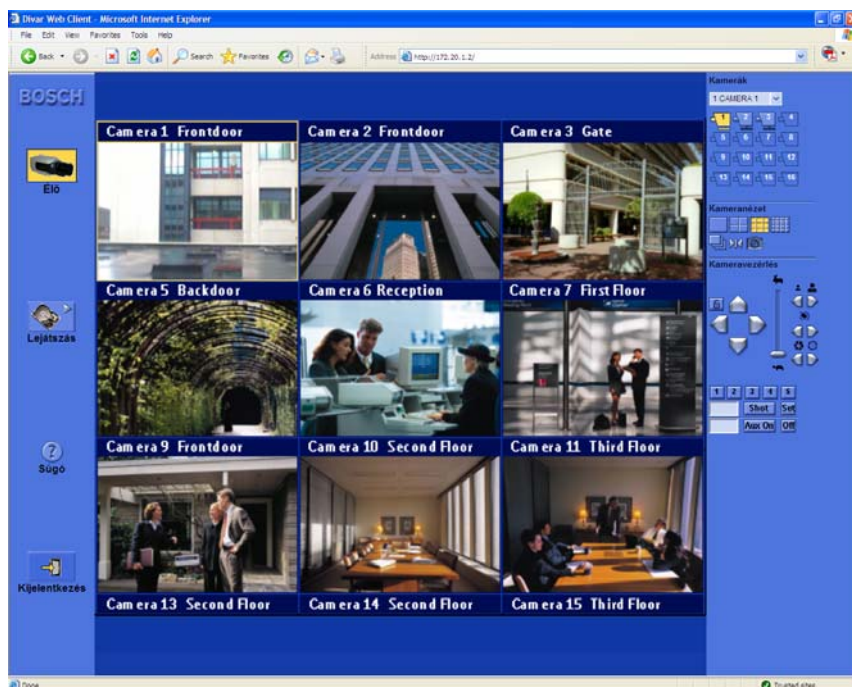 Divar Web Client - Microsoft Internet Explorer
File Edit View Favorites Tools Help
Back Search Favorites Address http://172.20.1.2/
BOSCH
Élő
Lejátszás
Súgó
Kijelentkezés
Camera 1 Frontdoor
Camera 2 Frontdoor
Camera 3 Gate
Camera 5 Backdoor
Camera 6 Reception
Camera 7 First Floor
Camera 9 Frontdoor
Camera 10 Second Floor
Camera 11 Third Floor
Camera 13 Second Floor
Camera 14 Second Floor
Camera 15 Third Floor
Kamerák
1 CAMERA 1
1 2 3 4
5 6 7 8
9 10 11 12
13 14 15 16
Kameranézet
Kameravezérlés
1 2 3 4 5
Shot Set
Aux On Off
Done Trusted sites